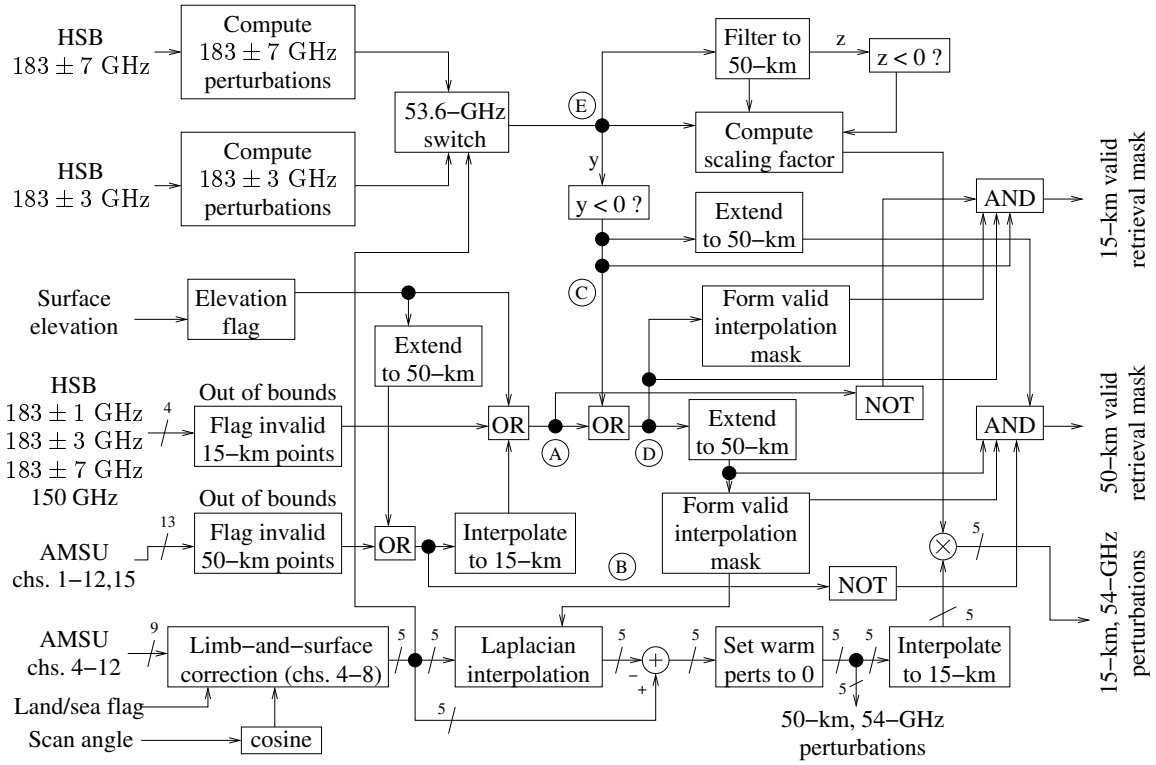 HSB
183 ± 7 GHz
Compute
183 ± 7 GHz
perturbations
HSB
183 ± 3 GHz
Compute
183 ± 3 GHz
perturbations
53.6−GHz
switch
E
y
Filter to
50−km
z
z < 0 ?
Compute
scaling factor
y < 0 ?
Extend
to 50−km
C
AND
15−km valid
retrieval mask
Surface
elevation
Elevation
flag
Extend
to 50−km
Form valid
interpolation
mask
NOT
HSB
183 ± 1 GHz
183 ± 3 GHz
183 ± 7 GHz
150 GHz
4
Out of bounds
Flag invalid
15−km points
OR
A
OR
D
Extend
to 50−km
AND
50−km valid
retrieval mask
AMSU
chs. 1−12,15
13
Out of bounds
Flag invalid
50−km points
OR
Interpolate
to 15−km
B
Form valid
interpolation
mask
NOT
×
5
15−km, 54−GHz
perturbations
AMSU
chs. 4−12
9
Limb−and−surface
correction (chs. 4−8)
5
5
Laplacian
interpolation
5
−
+
+
5
5
Set warm
perts to 0
5
5
5
Interpolate
to 15−km
5
50−km, 54−GHz
perturbations
Land/sea flag
Scan angle
cosine